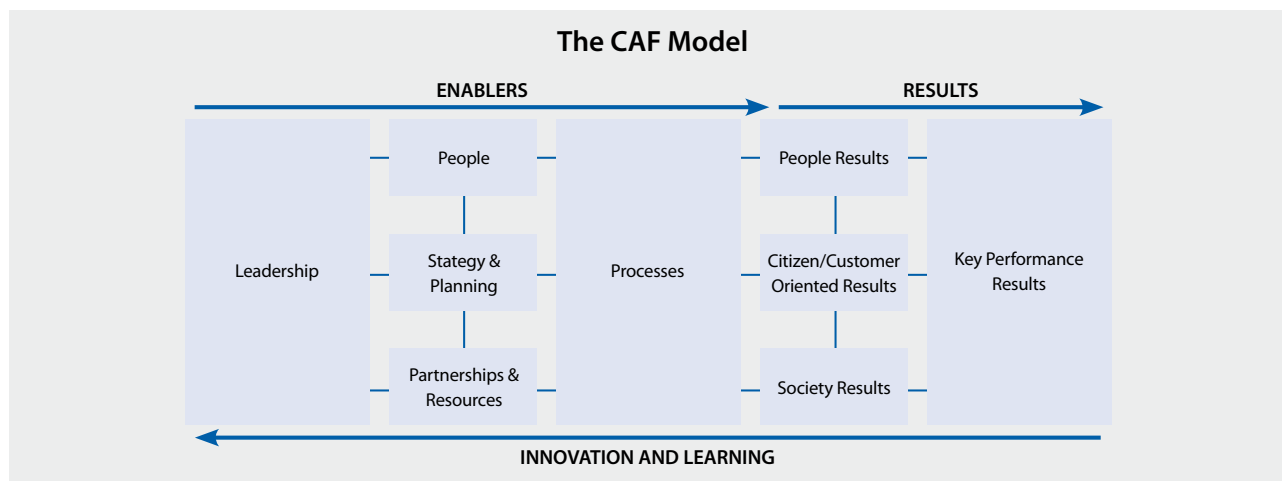 The CAF Model
ENABLERS
RESULTS
Leadership
People
Stategy &
Planning
Partnerships &
Resources
Processes
People Results
Citizen/Customer
Oriented Results
Society Results
Key Performance
Results
INNOVATION AND LEARNING